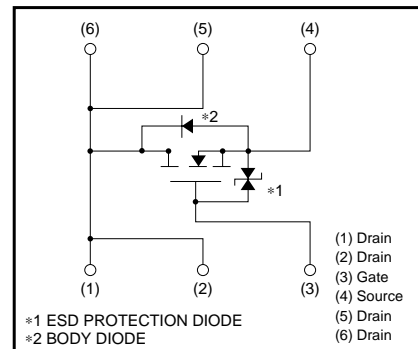 (6) (5) (4)
∗2
∗1
(1) (2) (3)
(1) Drain
(2) Drain
(3) Gate
(4) Source
(5) Drain
(6) Drain
∗1 ESD PROTECTION DIODE
∗2 BODY DIODE